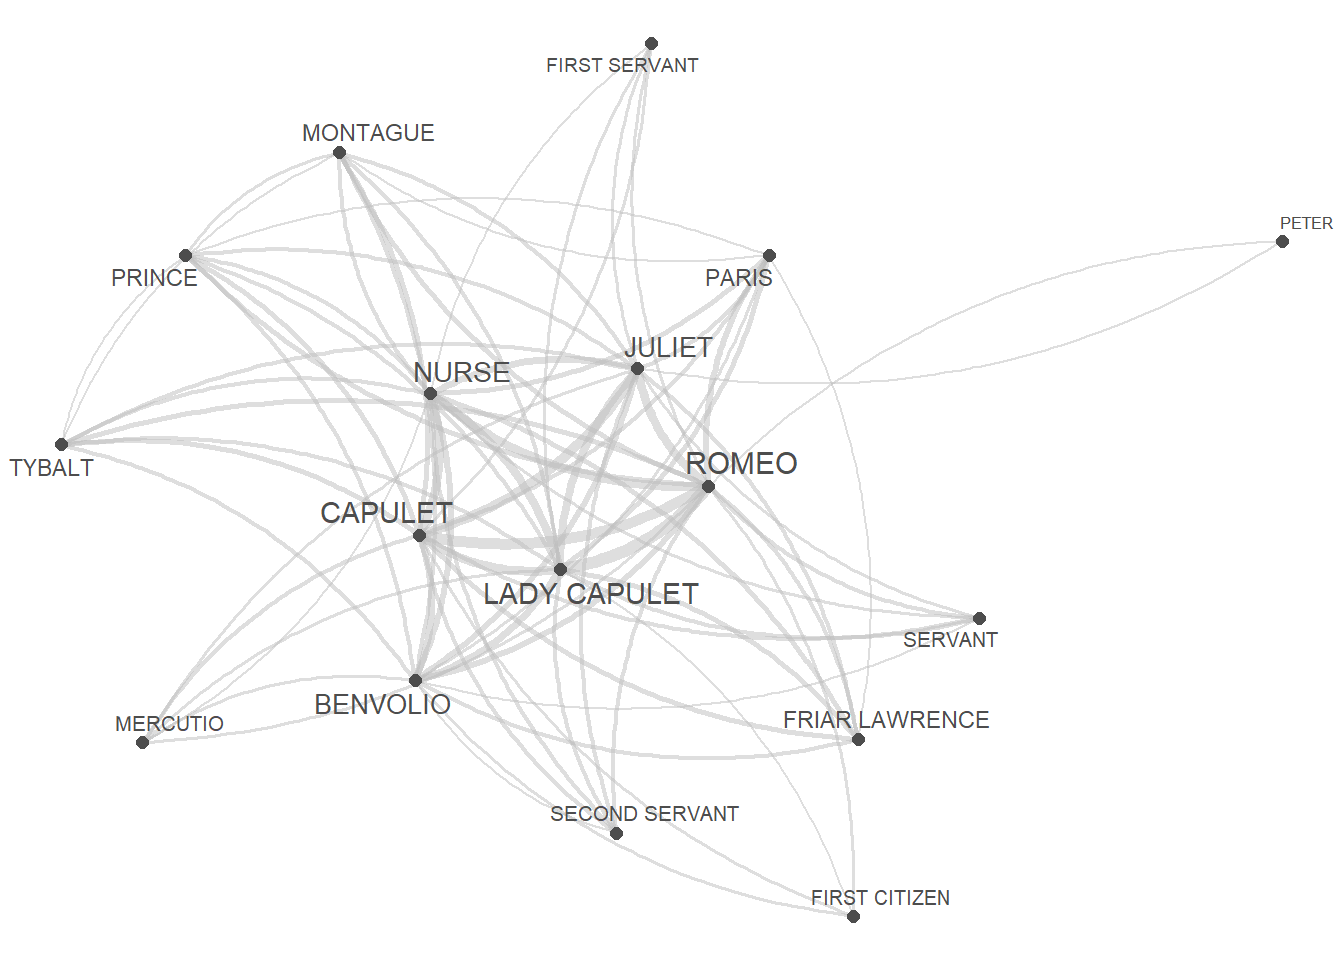 FIRST SERVANT
MONTAGUE
PETER
PRINCE
PARIS
JULIET
NURSE
ROMEO
TYBALT
CAPULET
LADY CAPULET
SERVANT
BENVOLIO
MERCUTIO
FRIAR LAWRENCE
SECOND SERVANT
FIRST CITIZEN